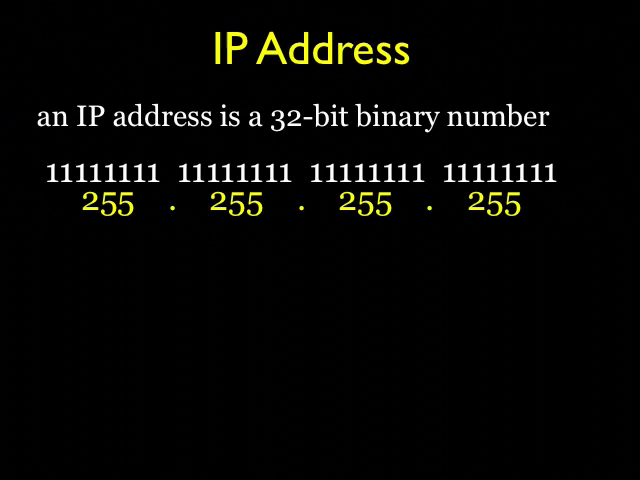 IP Address
an IP address is a 32-bit binary number
11111111 11111111 11111111 11111111
255 . 255 . 255 . 255